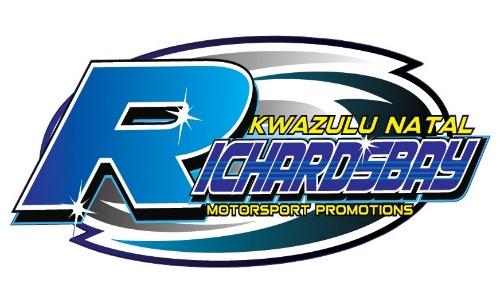 KWAZULU NATAL
RICHARDSBAY
MOTORSPORT PROMOTIONS